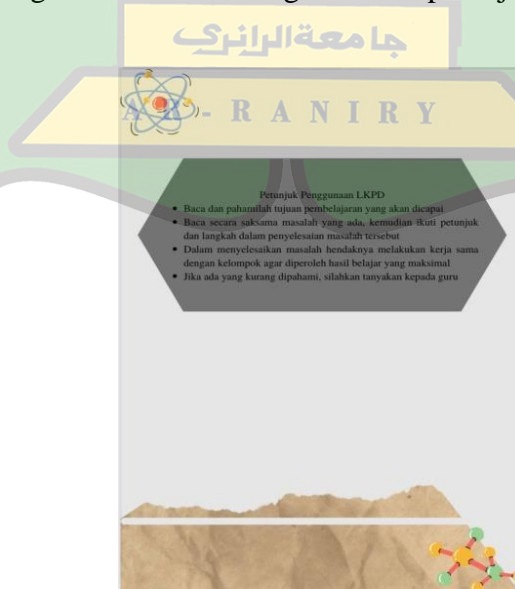 جامعة الرانري
AR - RANIRY
Petunjuk Penggunaan LKPD
• Baca dan pahamilah tujuan pembelajaran yang akan dicapai
• Baca secara saksama masalah yang ada, kemudian ikuti petunjuk
dan langkah dalam penyelesaian masalah tersebut
• Dalam menyelesaikan masalah hendaknya melakukan kerja sama
dengan kelompok agar diperoleh hasil belajar yang maksimal
• Jika ada yang kurang dipahami, silahkan tanyakan kepada guru